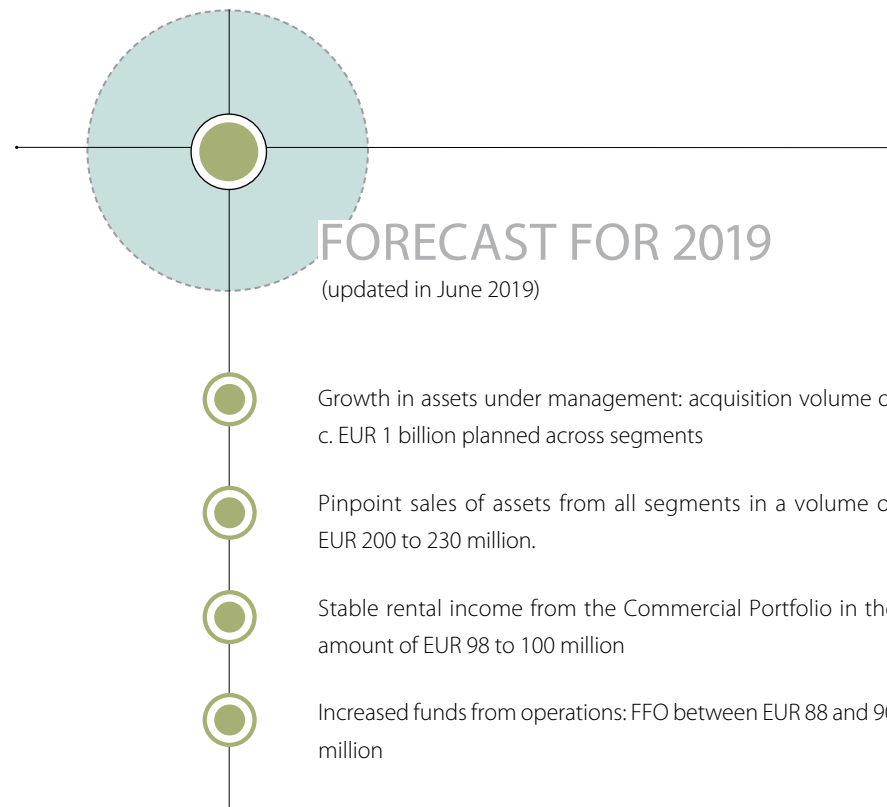 FORECAST FOR 2019
(updated in June 2019)
Growth in assets under management: acquisition volume
c. EUR 1 billion planned across segments
Pinpoint sales of assets from all segments in a volume
EUR 200 to 230 million.
Stable rental income from the Commercial Portfolio in the
amount of EUR 98 to 100 million
Increased funds from operations: FFO between EUR 88 and
million